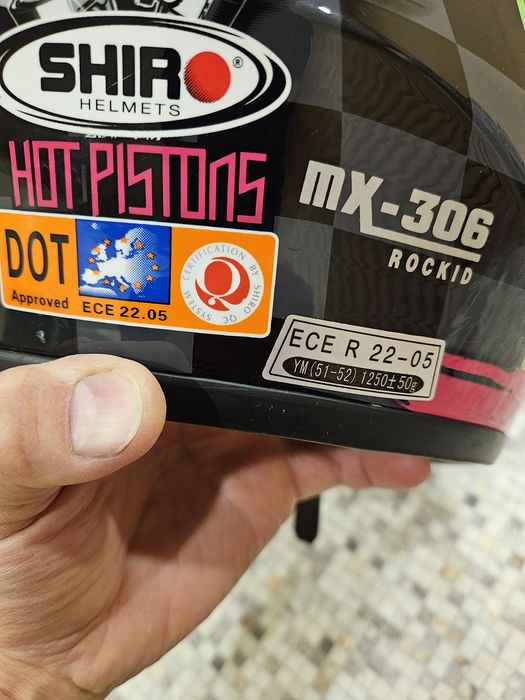 SHIRO®
HELMETS
HOT PISTONS
MX-306
ROCKID
DOT
Approved
ECE 22.05
CERTIFICATION BY SHIRO QC SYSTEM
Q
ECE R 22-05
YM (51-52) 1250±50g